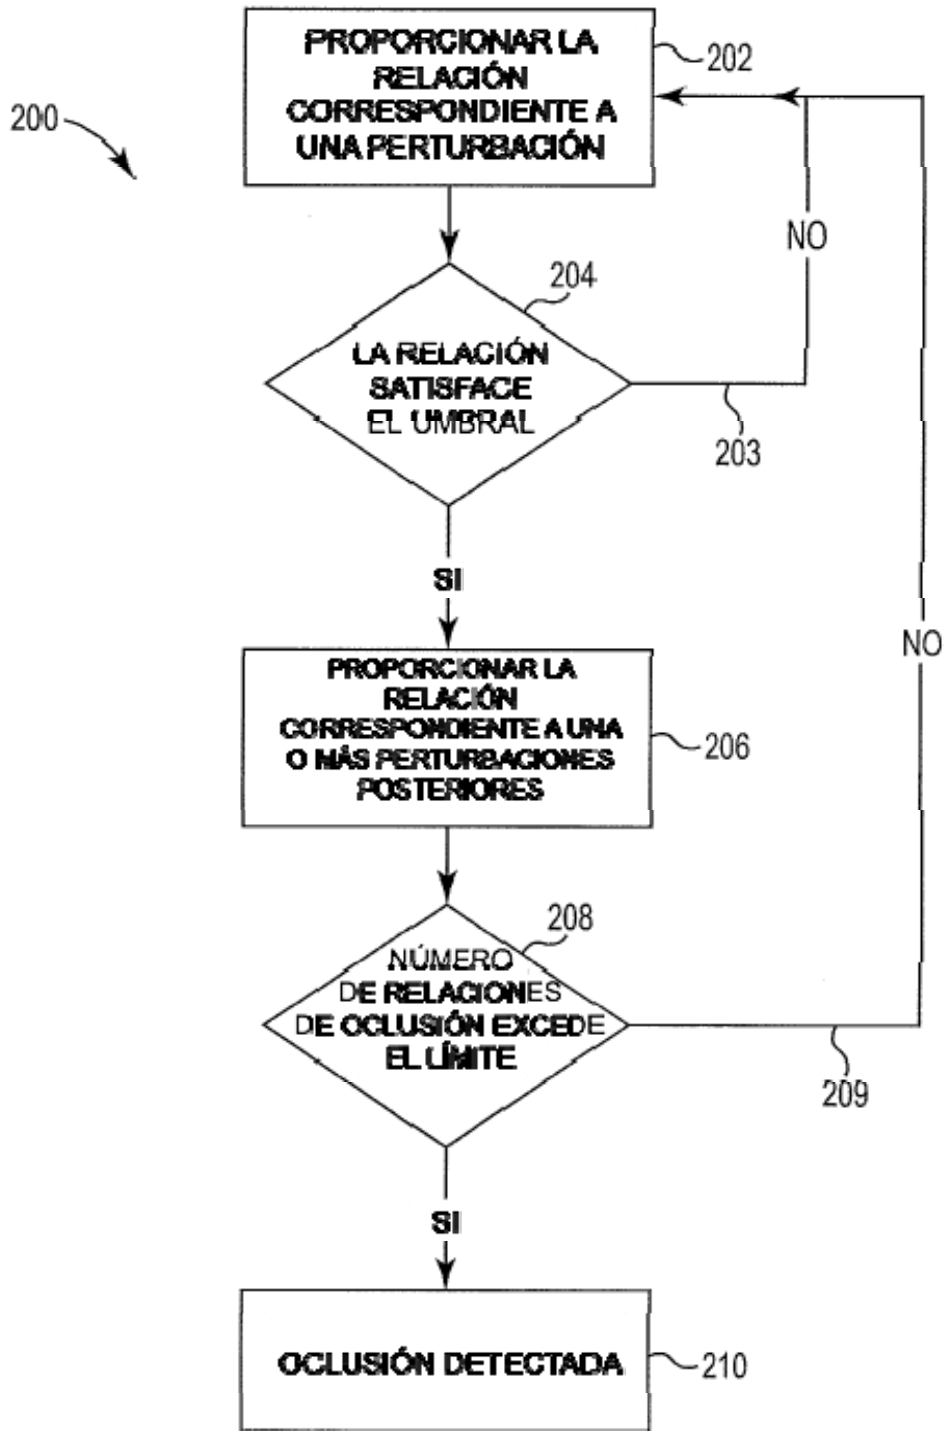 PROPORCIONAR LA
RELACIÓN
CORRESPONDIENTE A
UNA PERTURBACIÓN
202
200
NO
204
LA RELACIÓN
SATISFACE
EL UMBRAL
203
SI
NO
PROPORCIONAR LA
RELACIÓN
CORRESPONDIENTE A UNA
O MÁS PERTURBACIONES
POSTERIORES
206
208
NÚMERO
DE RELACIONES
DE OCLUSIÓN EXCEDE
EL LÍMITE
209
SI
OCLUSIÓN DETECTADA
210